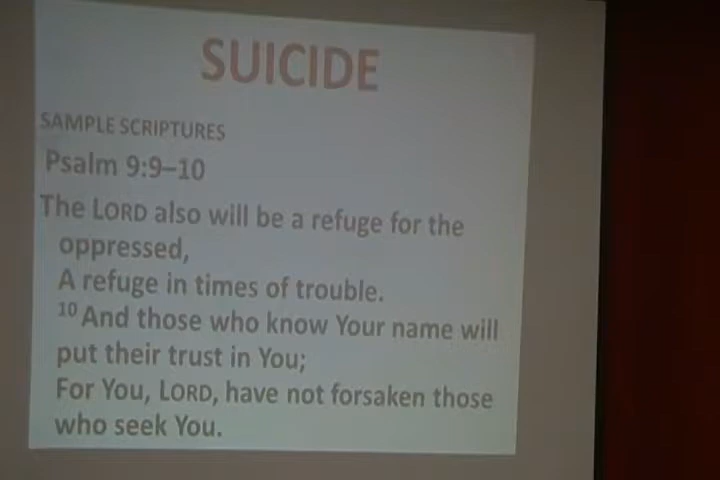 SUICIDE
SAMPLE SCRIPTURES
Psalm 9:9–10
The LORD also will be a refuge for the
oppressed,
A refuge in times of trouble.
10 And those who know Your name will
put their trust in You;
For You, LORD, have not forsaken those
who seek You.